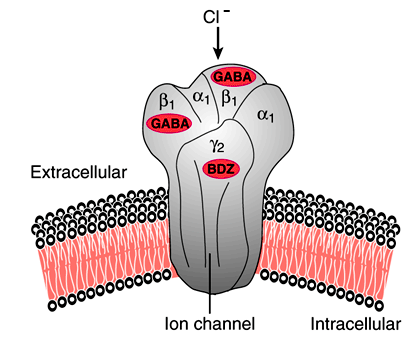 Cl⁻
GABA
β₁ α₁ β₁ α₁
GABA
γ₂
BDZ
Extracellular
Ion channel
Intracellular